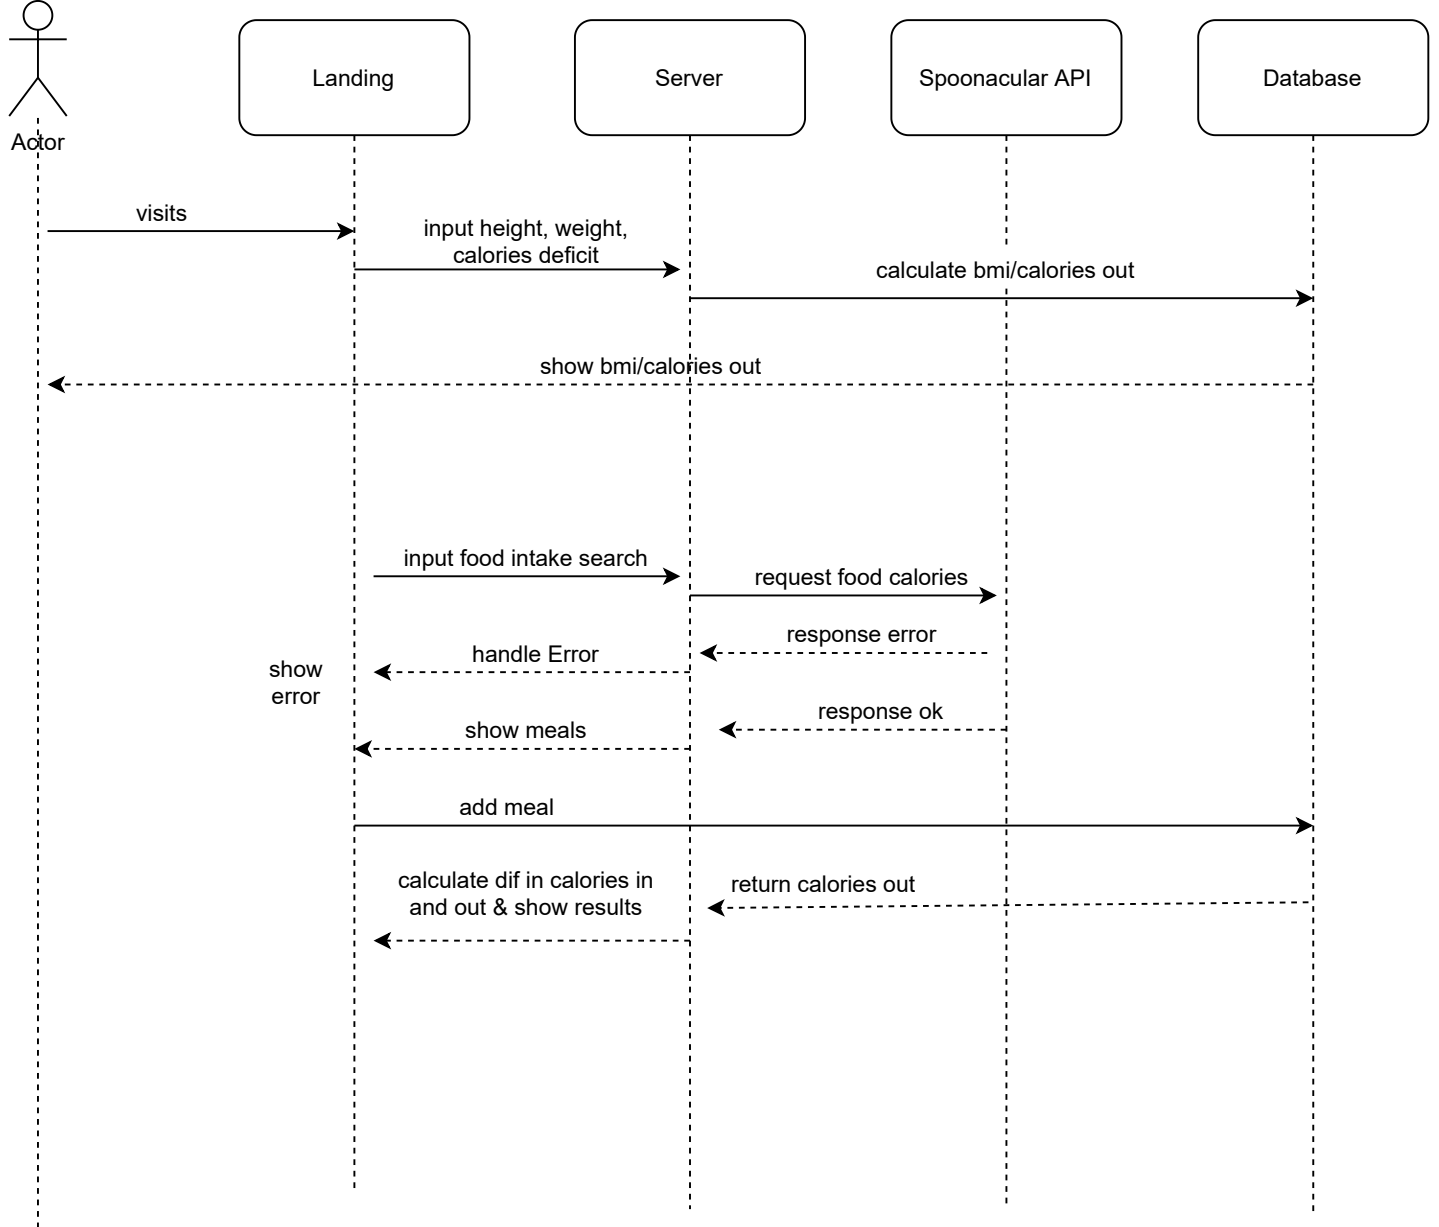 Actor
Landing
Server
Spoonacular API
Database
visits
input height, weight,
calories deficit
calculate bmi/calories out
show bmi/calories out
input food intake search
request food calories
response error
handle Error
show
error
response ok
show meals
add meal
calculate dif in calories in
and out & show results
return calories out